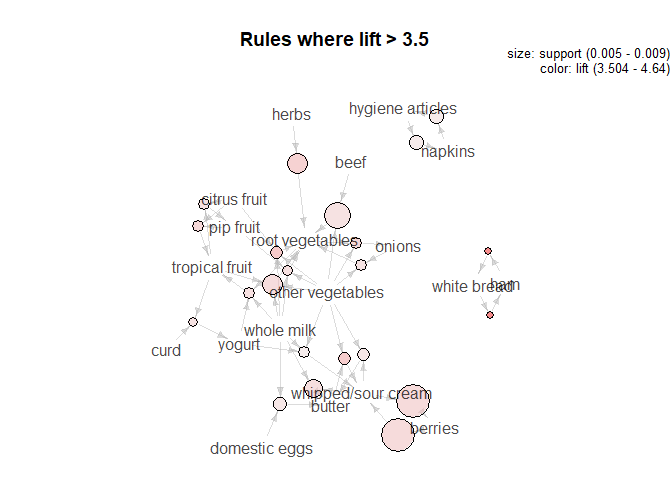 Rules where lift > 3.5
size: support (0.005 - 0.009)
color: lift (3.504 - 4.64)
hygiene articles
herbs
napkins
beef
citrus fruit
pip fruit
root vegetables
onions
tropical fruit
ham
white bread
other vegetables
whole milk
yogurt
curd
whipped/sour cream
butter
berries
domestic eggs